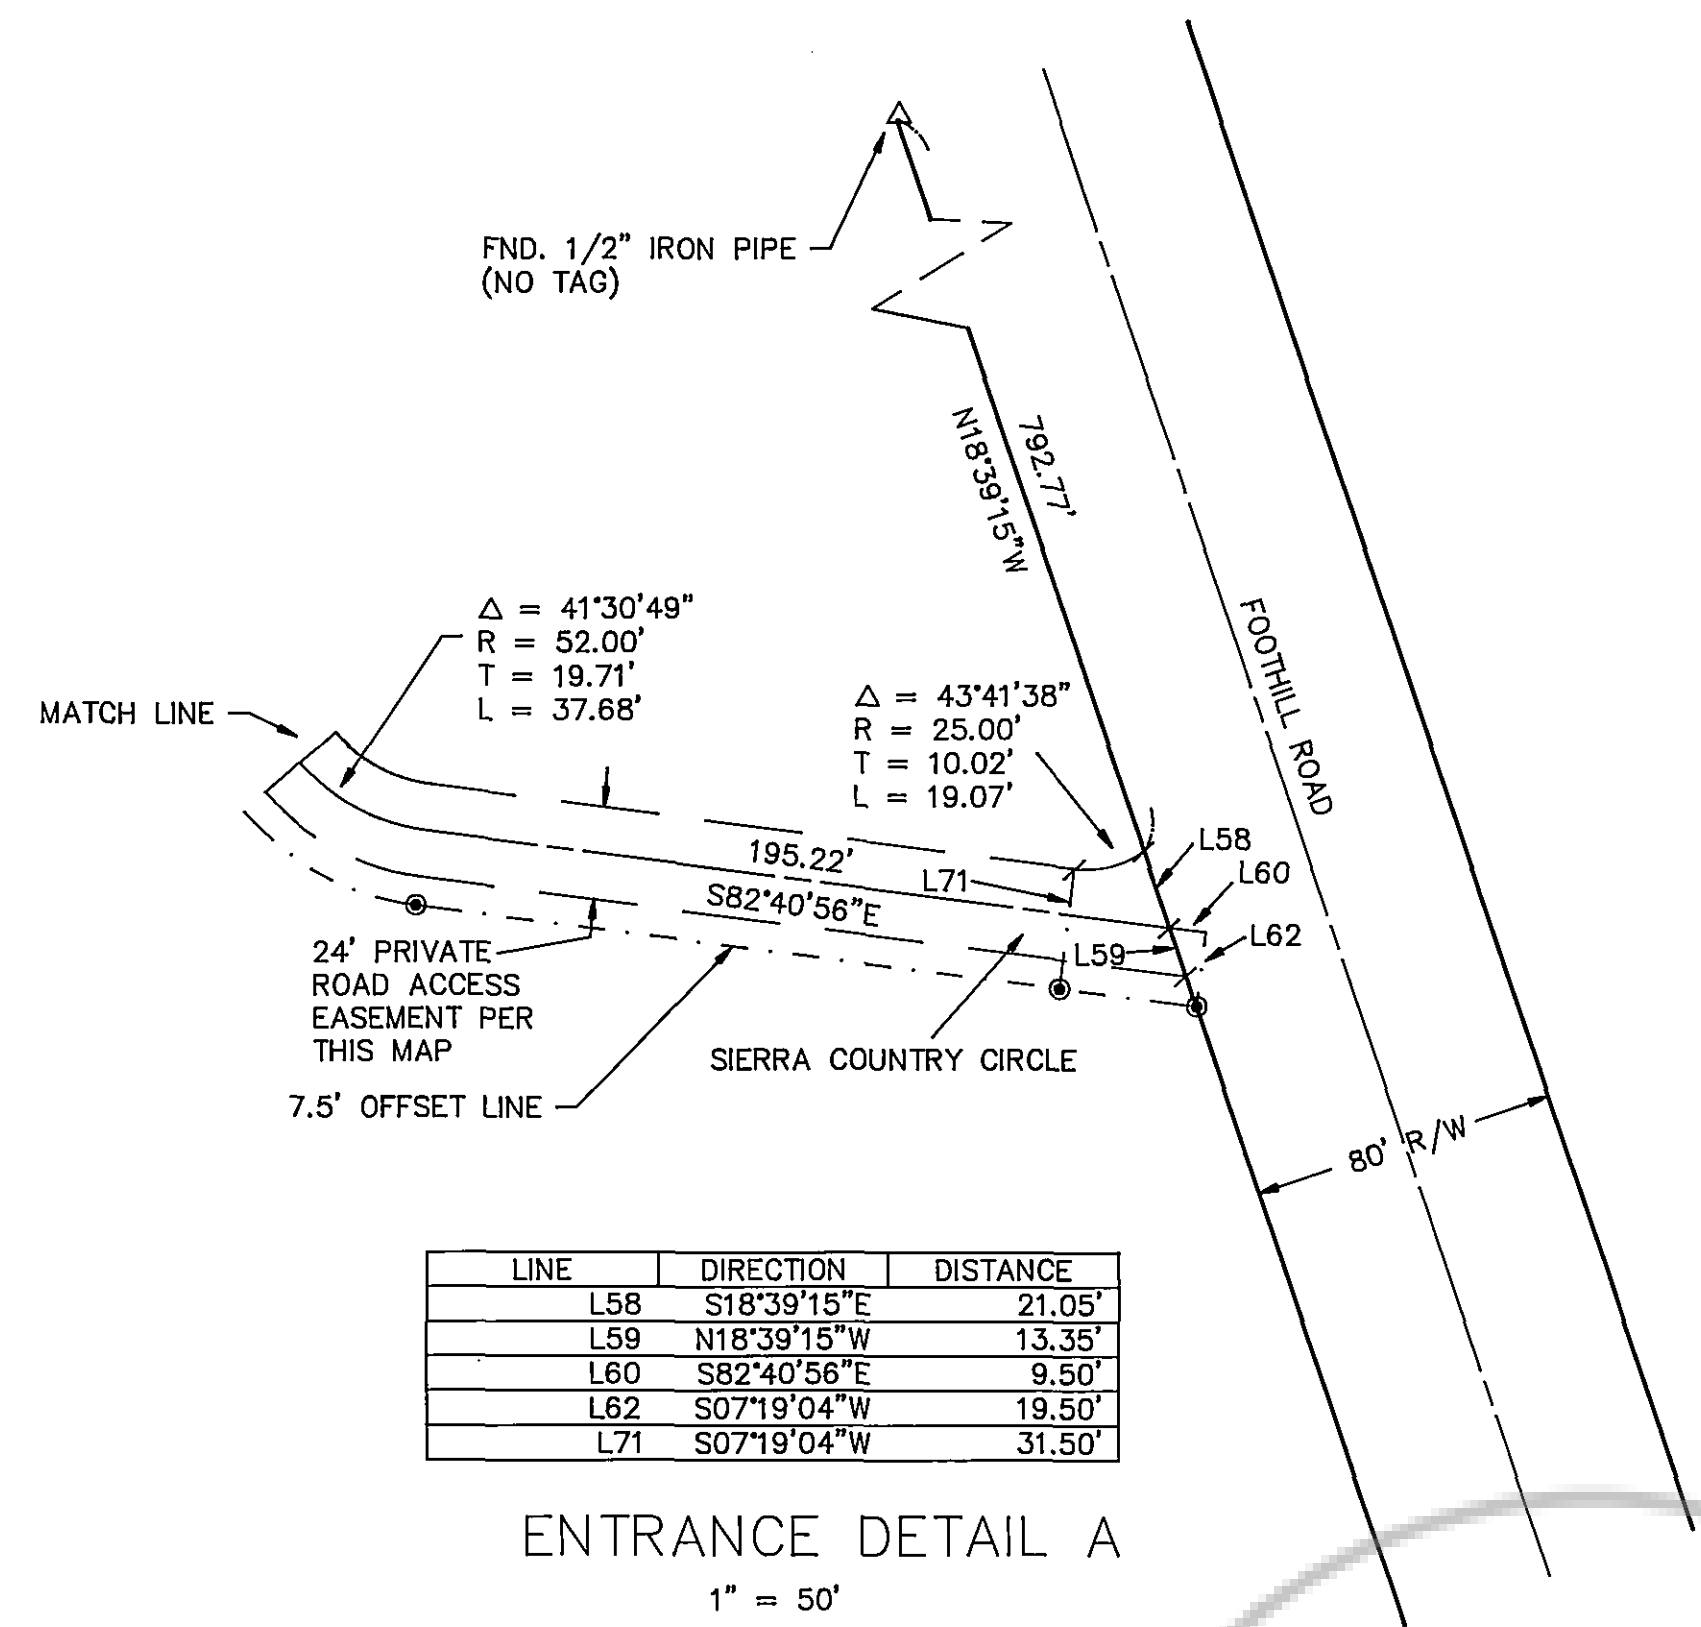 FND. 1/2" IRON PIPE
(NO TAG)
792.77'
N18°39'15"W
Δ = 41°30'49"
R = 52.00'
T = 19.71'
L = 37.68'
MATCH LINE
Δ = 43°41'38"
R = 25.00'
T = 10.02'
L = 19.07'
FOOTHILL ROAD
L58
195.22'
L71
L60
S82°40'56"E
L62
L59
24' PRIVATE
ROAD ACCESS
EASEMENT PER
THIS MAP
SIERRA COUNTRY CIRCLE
7.5' OFFSET LINE
80' R/W
LINE DIRECTION DISTANCE
L58 S18°39'15"E 21.05'
L59 N18°39'15"W 13.35'
L60 S82°40'56"E 9.50'
L62 S07°19'04"W 19.50'
L71 S07°19'04"W 31.50'
ENTRANCE DETAIL A
1" = 50'